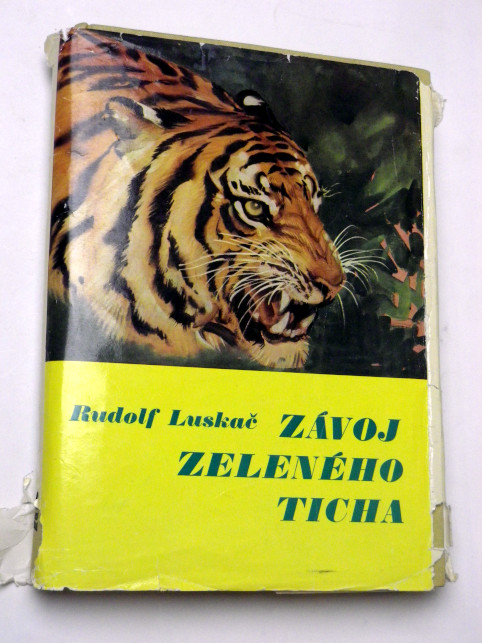 Rudolf Luskač ZÁVOJ
ZELENÉHO
TICHA